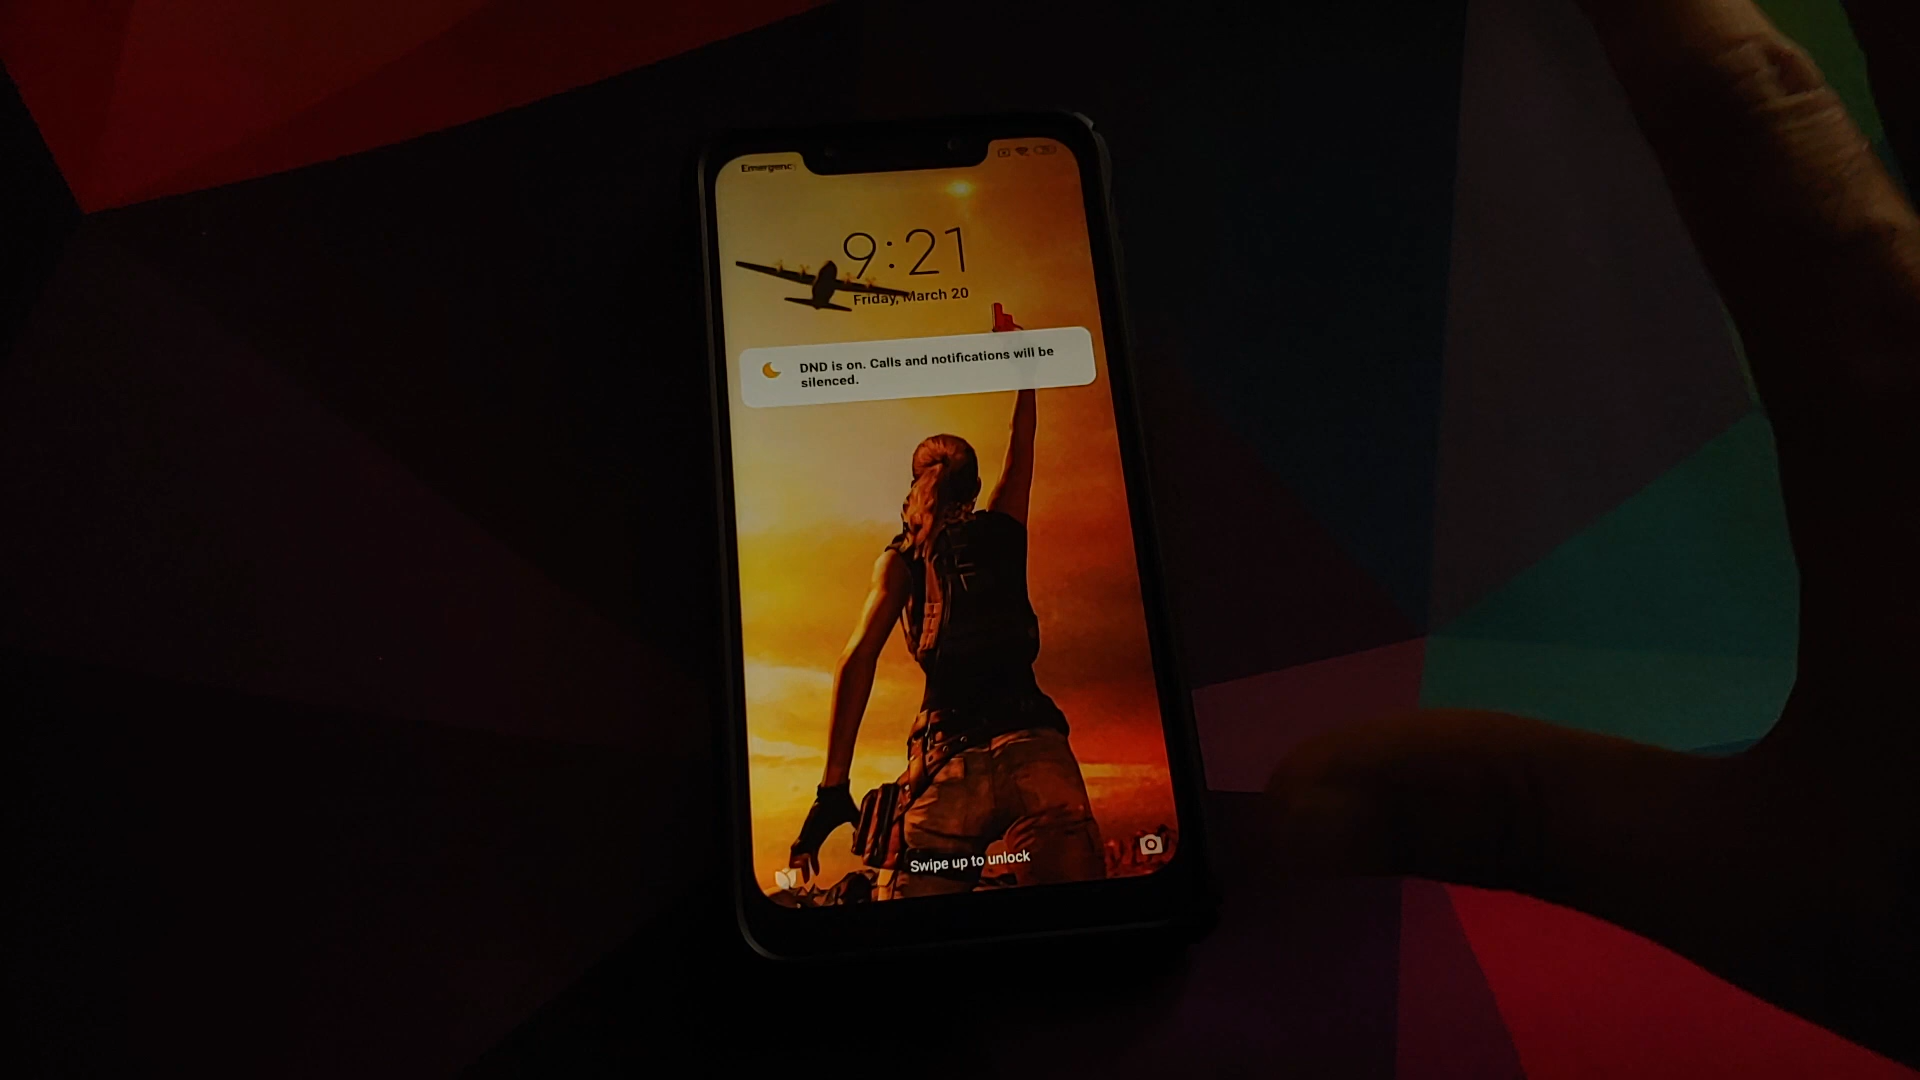 Emergenc
9:21
Friday, March 20
DND is on. Calls and notifications will be
silenced.
Swipe up to unlock